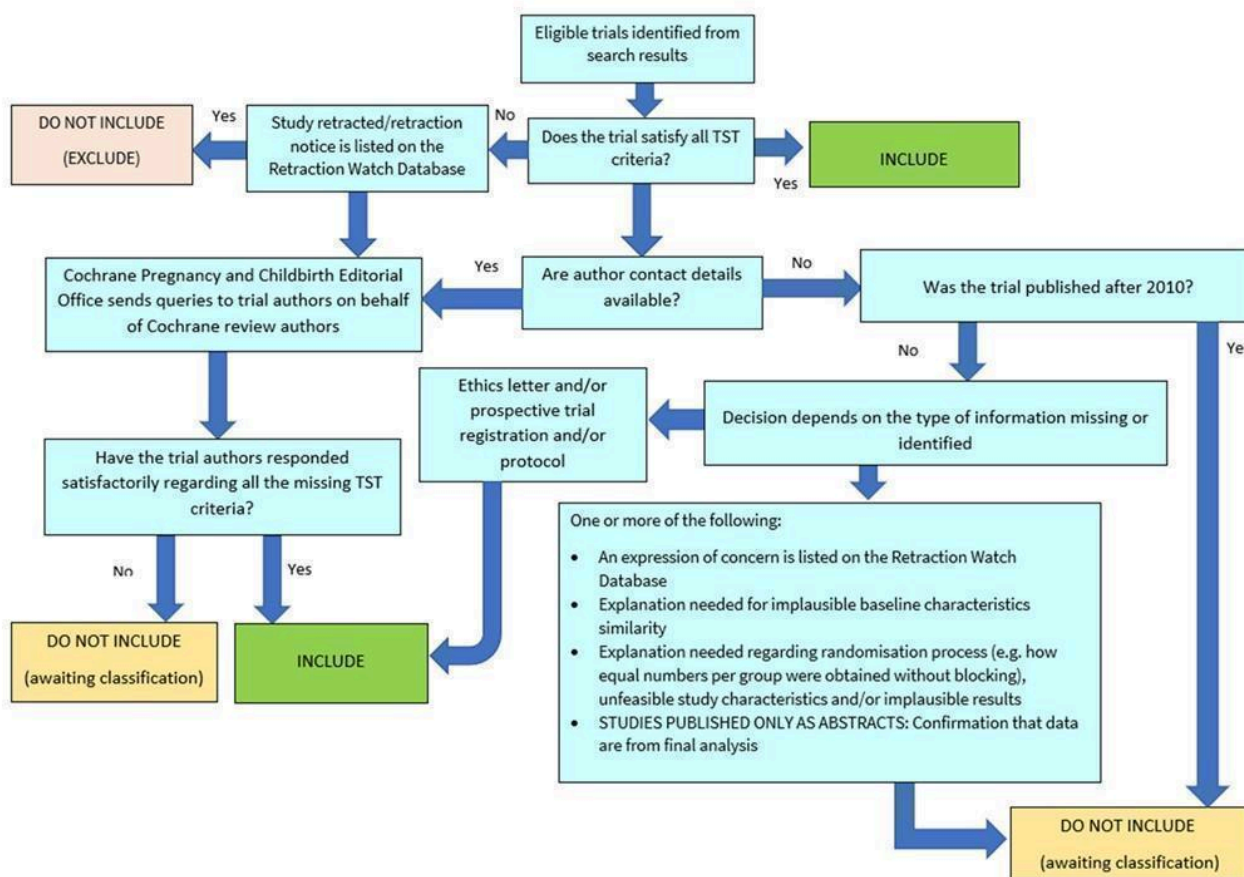 Eligible trials identified from
search results
DO NOT INCLUDE
(EXCLUDE)
Yes
Study retracted/retraction
notice is listed on the
Retraction Watch Database
No
Does the trial satisfy all TST
criteria?
Yes
INCLUDE
Cochrane Pregnancy and Childbirth Editorial
Office sends queries to trial authors on behalf
of Cochrane review authors
Yes
Are author contact details
available?
No
Was the trial published after 2010?
No
Ye
Ethics letter and/or
prospective trial
registration and/or
protocol
Decision depends on the type of information missing or
identified
Have the trial authors responded
satisfactorily regarding all the missing TST
criteria?
No
Yes
DO NOT INCLUDE
(awaiting classification)
INCLUDE
One or more of the following:
• An expression of concern is listed on the Retraction Watch
Database
• Explanation needed for implausible baseline characteristics
similarity
• Explanation needed regarding randomisation process (e.g. how
equal numbers per group were obtained without blocking),
unfeasible study characteristics and/or implausible results
• STUDIES PUBLISHED ONLY AS ABSTRACTS: Confirmation that data
are from final analysis
DO NOT INCLUDE
(awaiting classification)